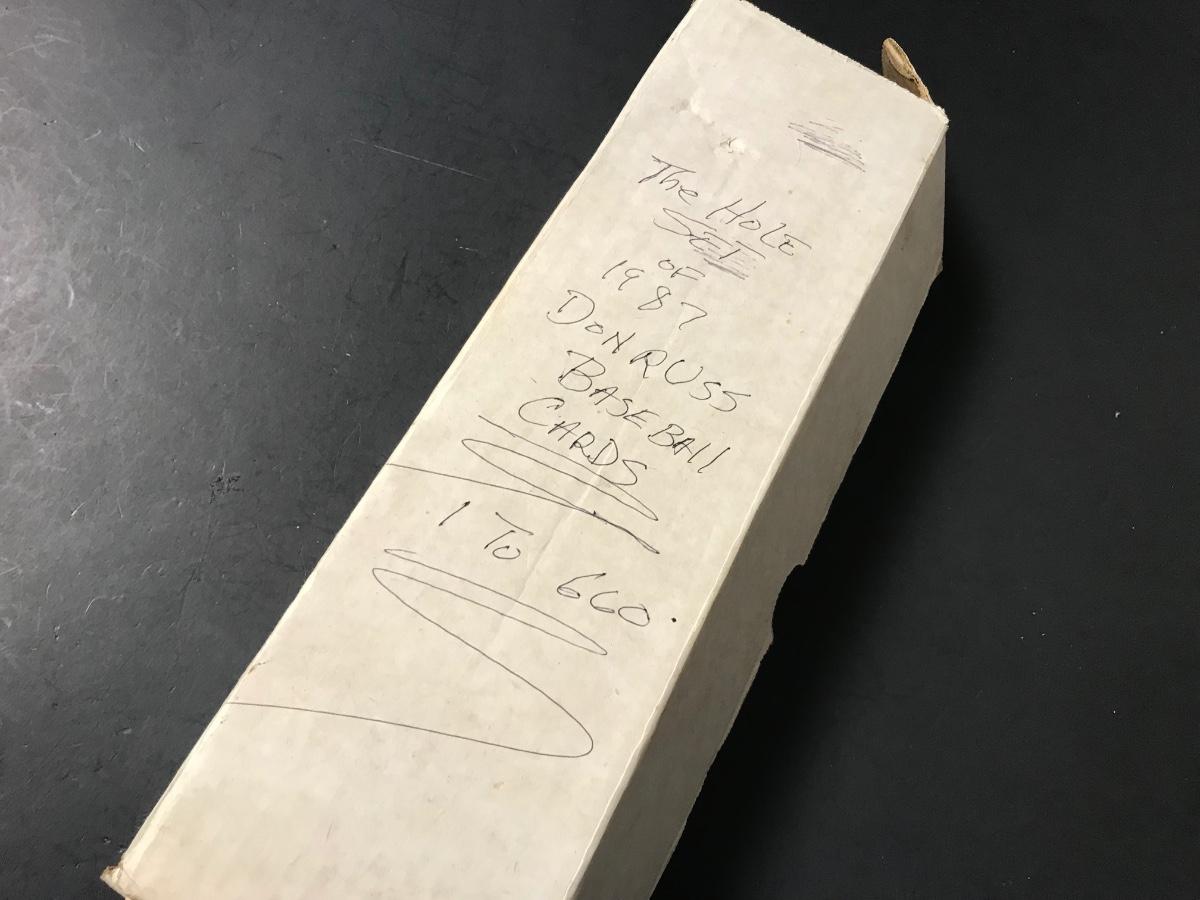 The HOLE
SET
OF
1987
DONRUSS
BASEBALL
CARDS
1 To 660.